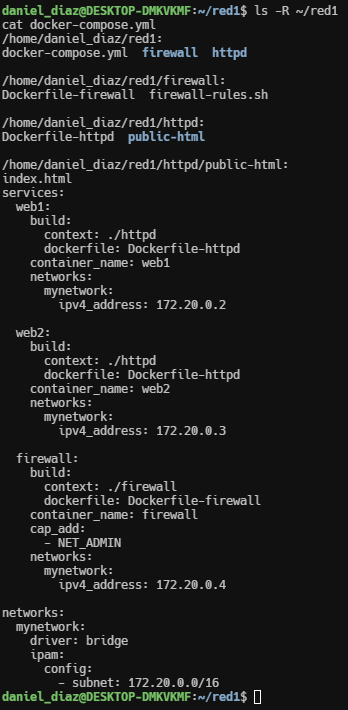 daniel_diaz@DESKTOP-DMKVKMF:~/red1$ ls -R ~/red1
cat docker-compose.yml
/home/daniel_diaz/red1:
docker-compose.yml  firewall  httpd

/home/daniel_diaz/red1/firewall:
Dockerfile-firewall  firewall-rules.sh

/home/daniel_diaz/red1/httpd:
Dockerfile-httpd  public-html

/home/daniel_diaz/red1/httpd/public-html:
index.html
services:
  web1:
    build:
      context: ./httpd
      dockerfile: Dockerfile-httpd
    container_name: web1
    networks:
      mynetwork:
        ipv4_address: 172.20.0.2

  web2:
    build:
      context: ./httpd
      dockerfile: Dockerfile-httpd
    container_name: web2
    networks:
      mynetwork:
        ipv4_address: 172.20.0.3

  firewall:
    build:
      context: ./firewall
      dockerfile: Dockerfile-firewall
    container_name: firewall
    cap_add:
      - NET_ADMIN
    networks:
      mynetwork:
        ipv4_address: 172.20.0.4

networks:
  mynetwork:
    driver: bridge
    ipam:
      config:
        - subnet: 172.20.0.0/16
daniel_diaz@DESKTOP-DMKVKMF:~/red1$